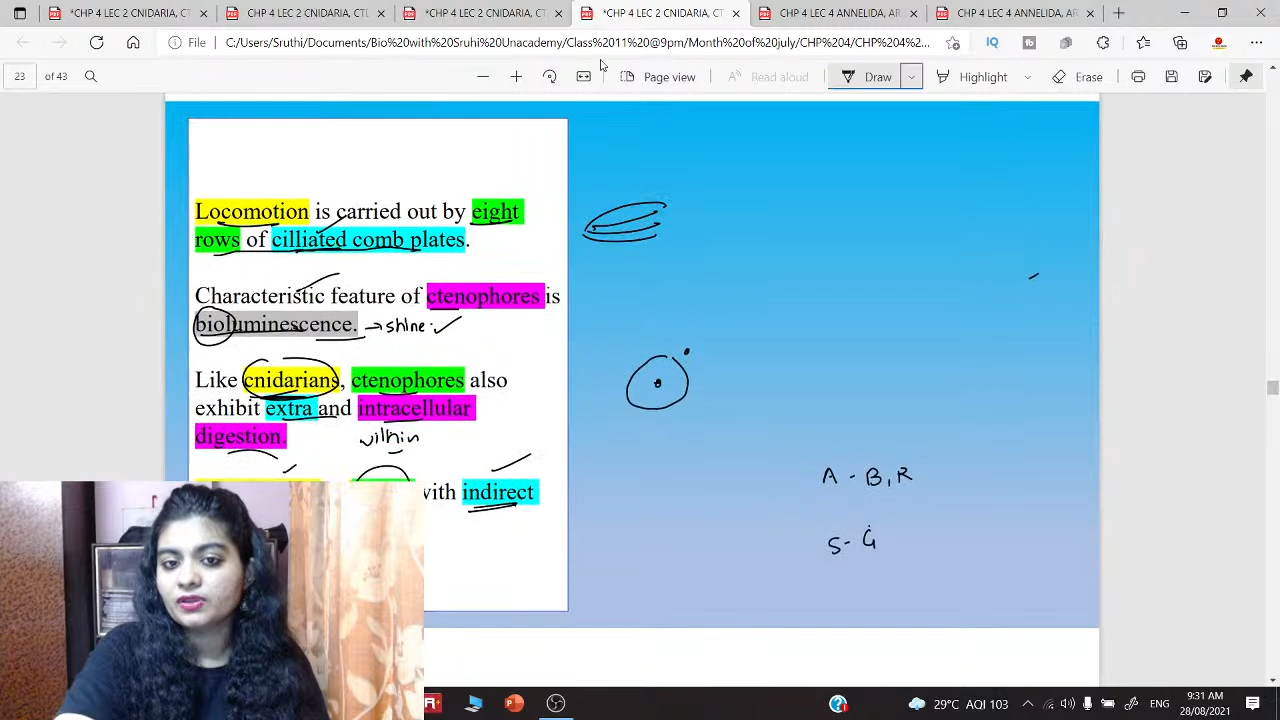 *CHP 4 LEC 2 CNIDARIA, CT
*CHP 4 LEC 2 CNIDARIA, CT
*CHP 4 LEC 2 CNIDARIA, CT
*CHP 4 LEC 2 CNIDARIA, CT
CHP 4 LEC 4 ANNELIDA, AR
CHP 4 LEC 4 ANNELIDA, AR
File
C:/Users/Sruthi/Documents/Bio%20with%20Sruhi%20Unacademy/Class%2011%20@9pm/Month%20of%20july/CHP%204/CHP%204%...
23 of 43
Page view
Read aloud
Draw
Highlight
Erase
Locomotion is carried out by eight
rows of cilliated comb plates.
Characteristic feature of ctenophores is
bioluminescence. → shine
Like cnidarians, ctenophores also
exhibit extra and intracellular
digestion.
within
with indirect
A - B, R
S - G
29°C AQI 103
9:31 AM
28/08/2021